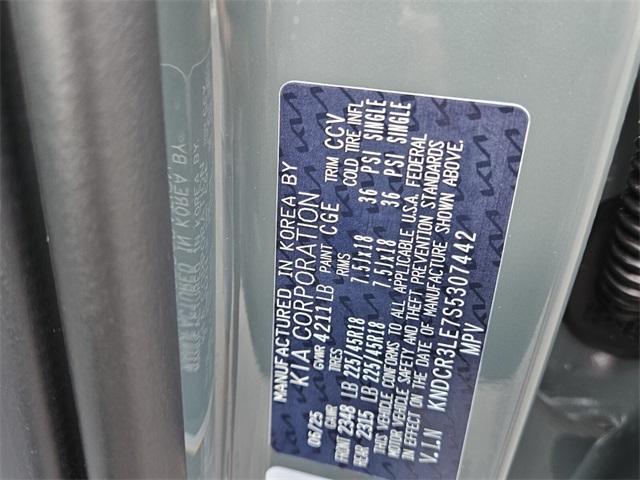 MANUFACTURED IN KOREA BY
KIA CORPORATION
06/25 GVWR 4211LB PAINT CGE TRIM CCV
GAWR TIRES RIMS COLD TIRE INFL
FRONT 2348 LB 225/45R18 7.5Jx18 36 PSI SINGLE
REAR 2315 LB 225/45R18 7.5Jx18 36 PSI SINGLE
THIS VEHICLE CONFORMS TO ALL APPLICABLE U.S.A. FEDERAL
MOTOR VEHICLE SAFETY AND THEFT PREVENTION STANDARDS
IN EFFECT ON THE DATE OF MANUFACTURE SHOWN ABOVE.
V.I.N KNDCR3LE7S5307442
MPV